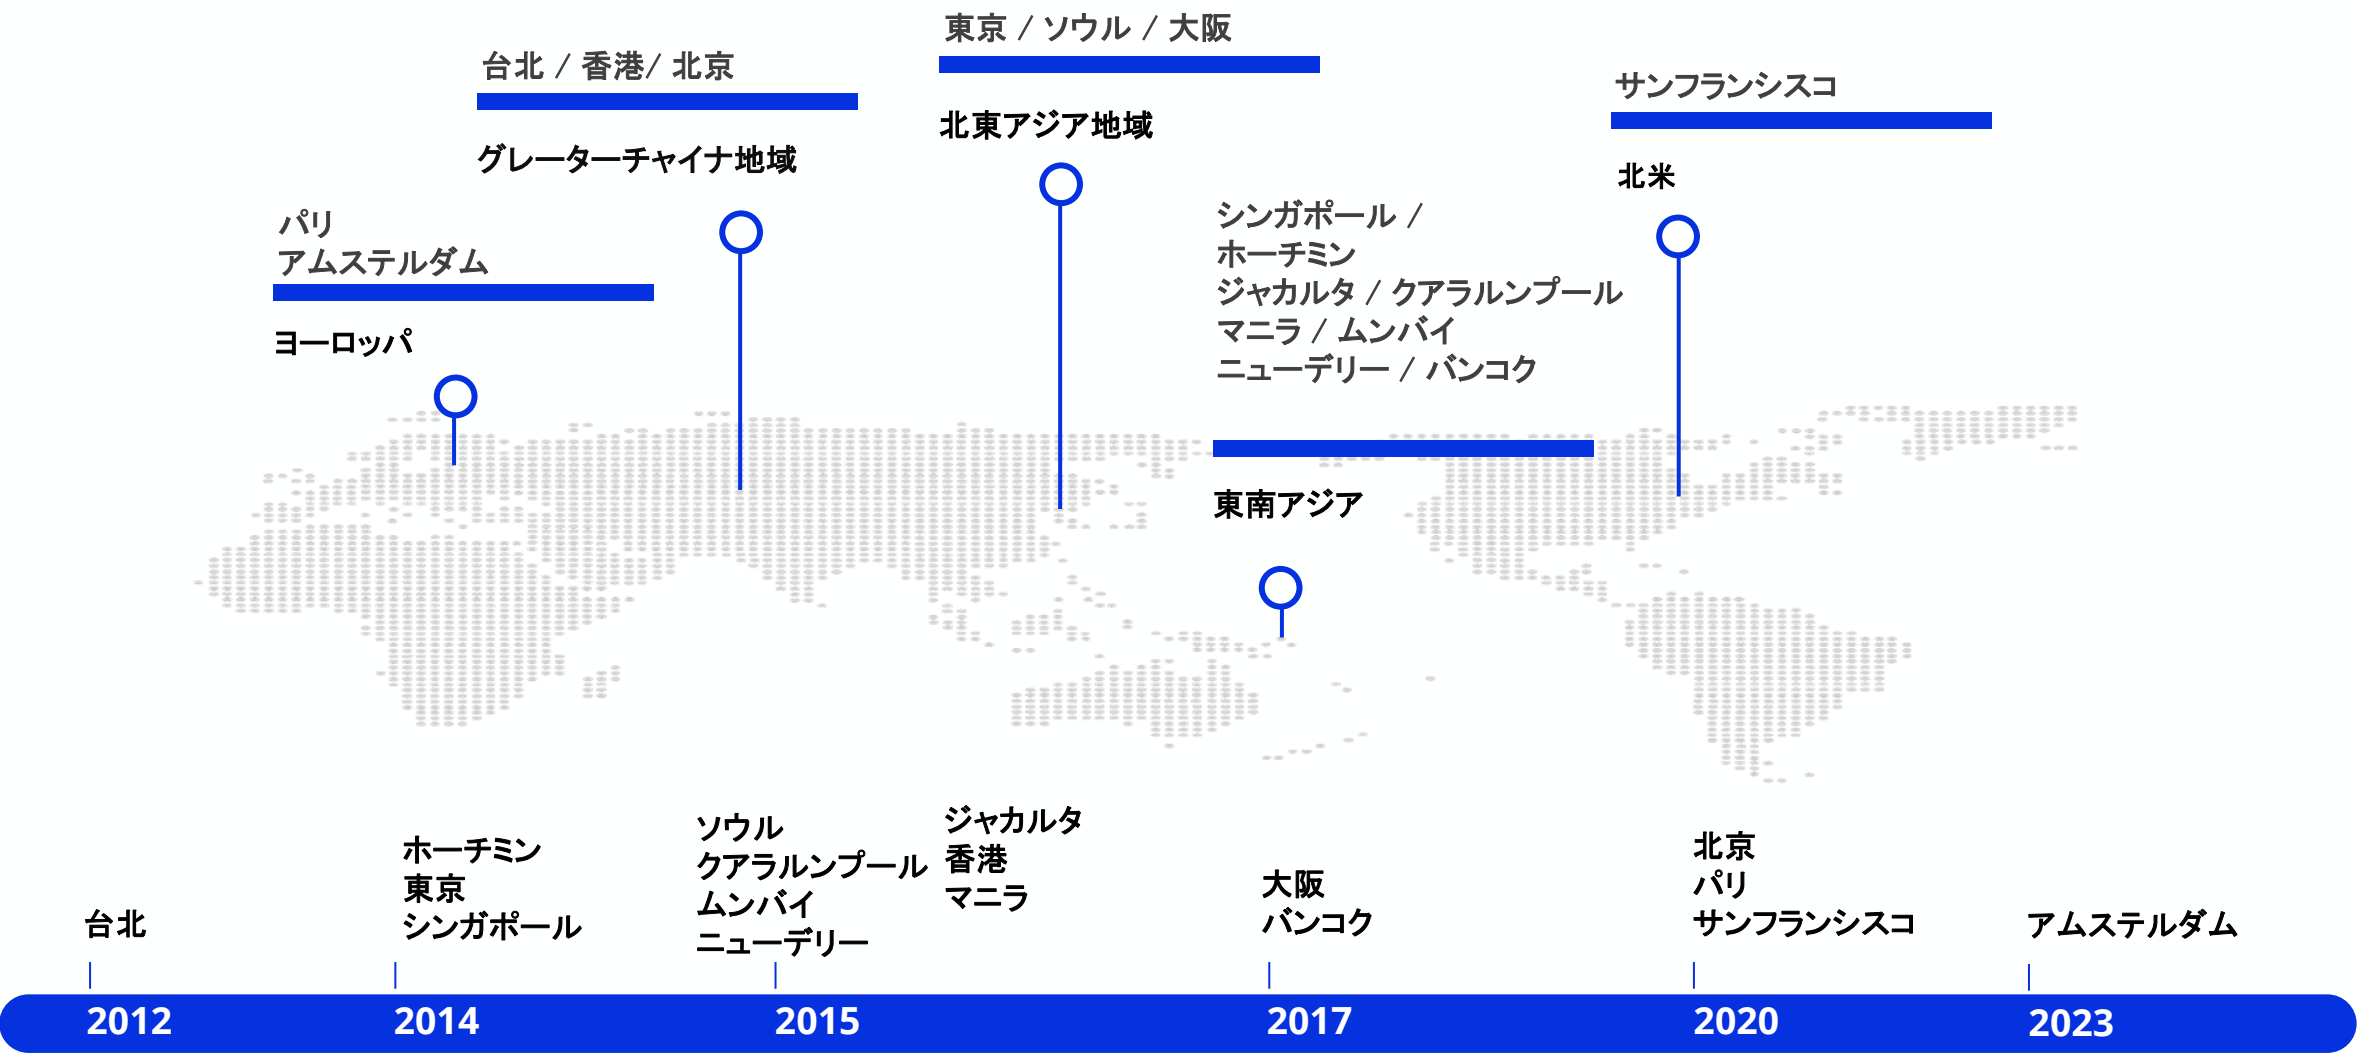 東京 / ソウル / 大阪
台北 / 香港/ 北京
サンフランシスコ
北東アジア地域
グレーターチャイナ地域
北米
パリ
アムステルダム
シンガポール /
ホーチミン
ジャカルタ / クアラルンプール
マニラ / ムンバイ
ニューデリー / バンコク
ヨーロッパ
東南アジア
台北
ホーチミン
東京
シンガポール
ソウル
クアラルンプール
ムンバイ
ニューデリー
ジャカルタ
香港
マニラ
大阪
バンコク
北京
パリ
サンフランシスコ
アムステルダム
2012
2014
2015
2017
2020
2023